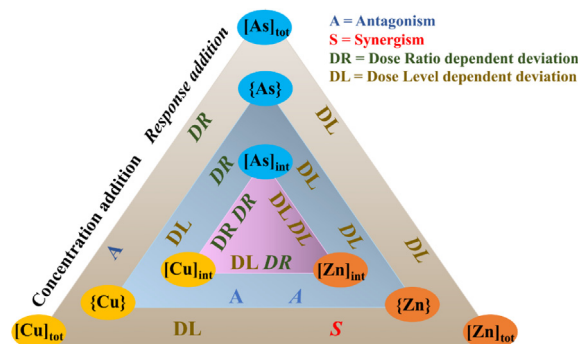 [As]tot
A = Antagonism
S = Synergism
DR = Dose Ratio dependent deviation
DL = Dose Level dependent deviation
Concentration addition Response addition
{As}
DR DL
[As]int
DR DL
DR DR DL DL
A DL DL DL
[Cu]int DL DR [Zn]int
{Cu} A A {Zn}
[Cu]tot DL S [Zn]tot